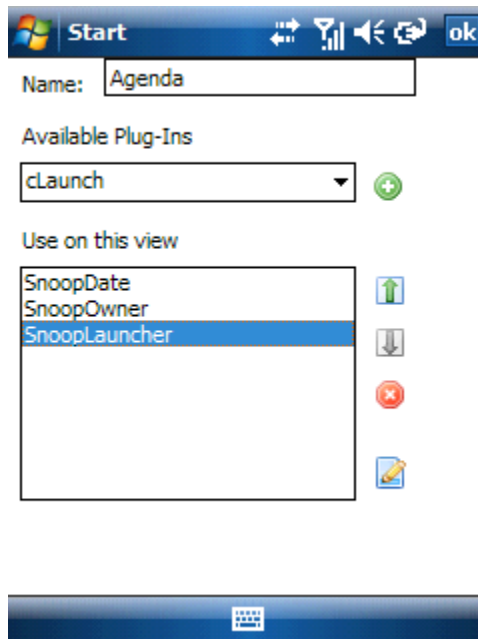 Start
ok
Name:
Agenda
Available Plug-Ins
cLaunch
Use on this view
SnoopDate
SnoopOwner
SnoopLauncher